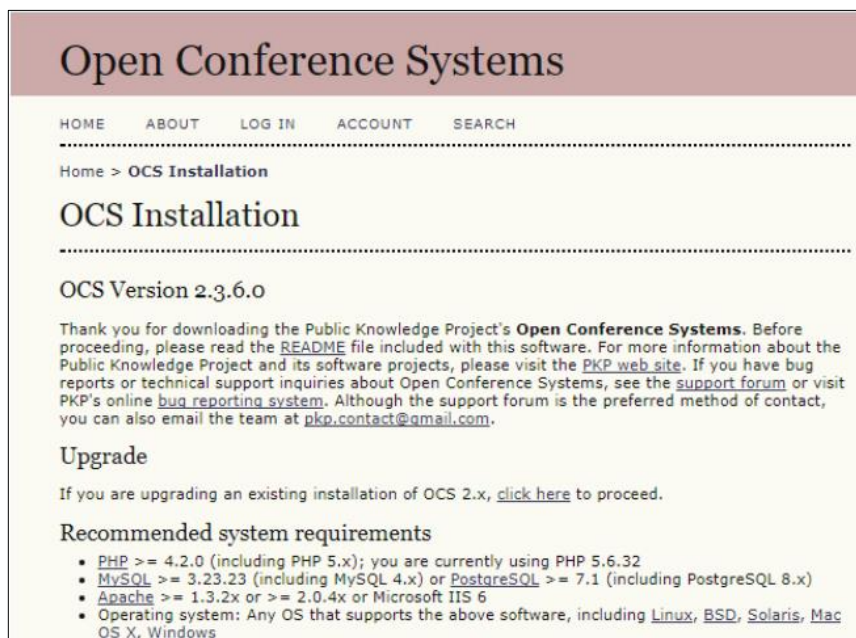 Open Conference Systems
HOME ABOUT LOG IN ACCOUNT SEARCH
Home > OCS Installation
OCS Installation
OCS Version 2.3.6.0
Thank you for downloading the Public Knowledge Project's Open Conference Systems. Before
proceeding, please read the README file included with this software. For more information about the
Public Knowledge Project and its software projects, please visit the PKP web site. If you have bug
reports or technical support inquiries about Open Conference Systems, see the support forum or visit
PKP's online bug reporting system. Although the support forum is the preferred method of contact,
you can also email the team at pkp.contact@gmail.com.
Upgrade
If you are upgrading an existing installation of OCS 2.x, click here to proceed.
Recommended system requirements
• PHP >= 4.2.0 (including PHP 5.x); you are currently using PHP 5.6.32
• MySQL >= 3.23.23 (including MySQL 4.x) or PostgreSQL >= 7.1 (including PostgreSQL 8.x)
• Apache >= 1.3.2x or >= 2.0.4x or Microsoft IIS 6
• Operating system: Any OS that supports the above software, including Linux, BSD, Solaris, Mac
OS X, Windows